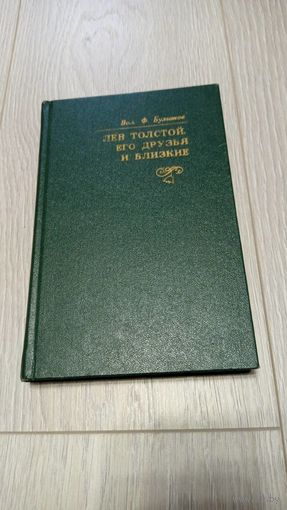 Вал. Ф. Булгаков
ЛЕВ ТОЛСТОЙ,
ЕГО ДРУЗЬЯ
И БЛИЗКИЕ